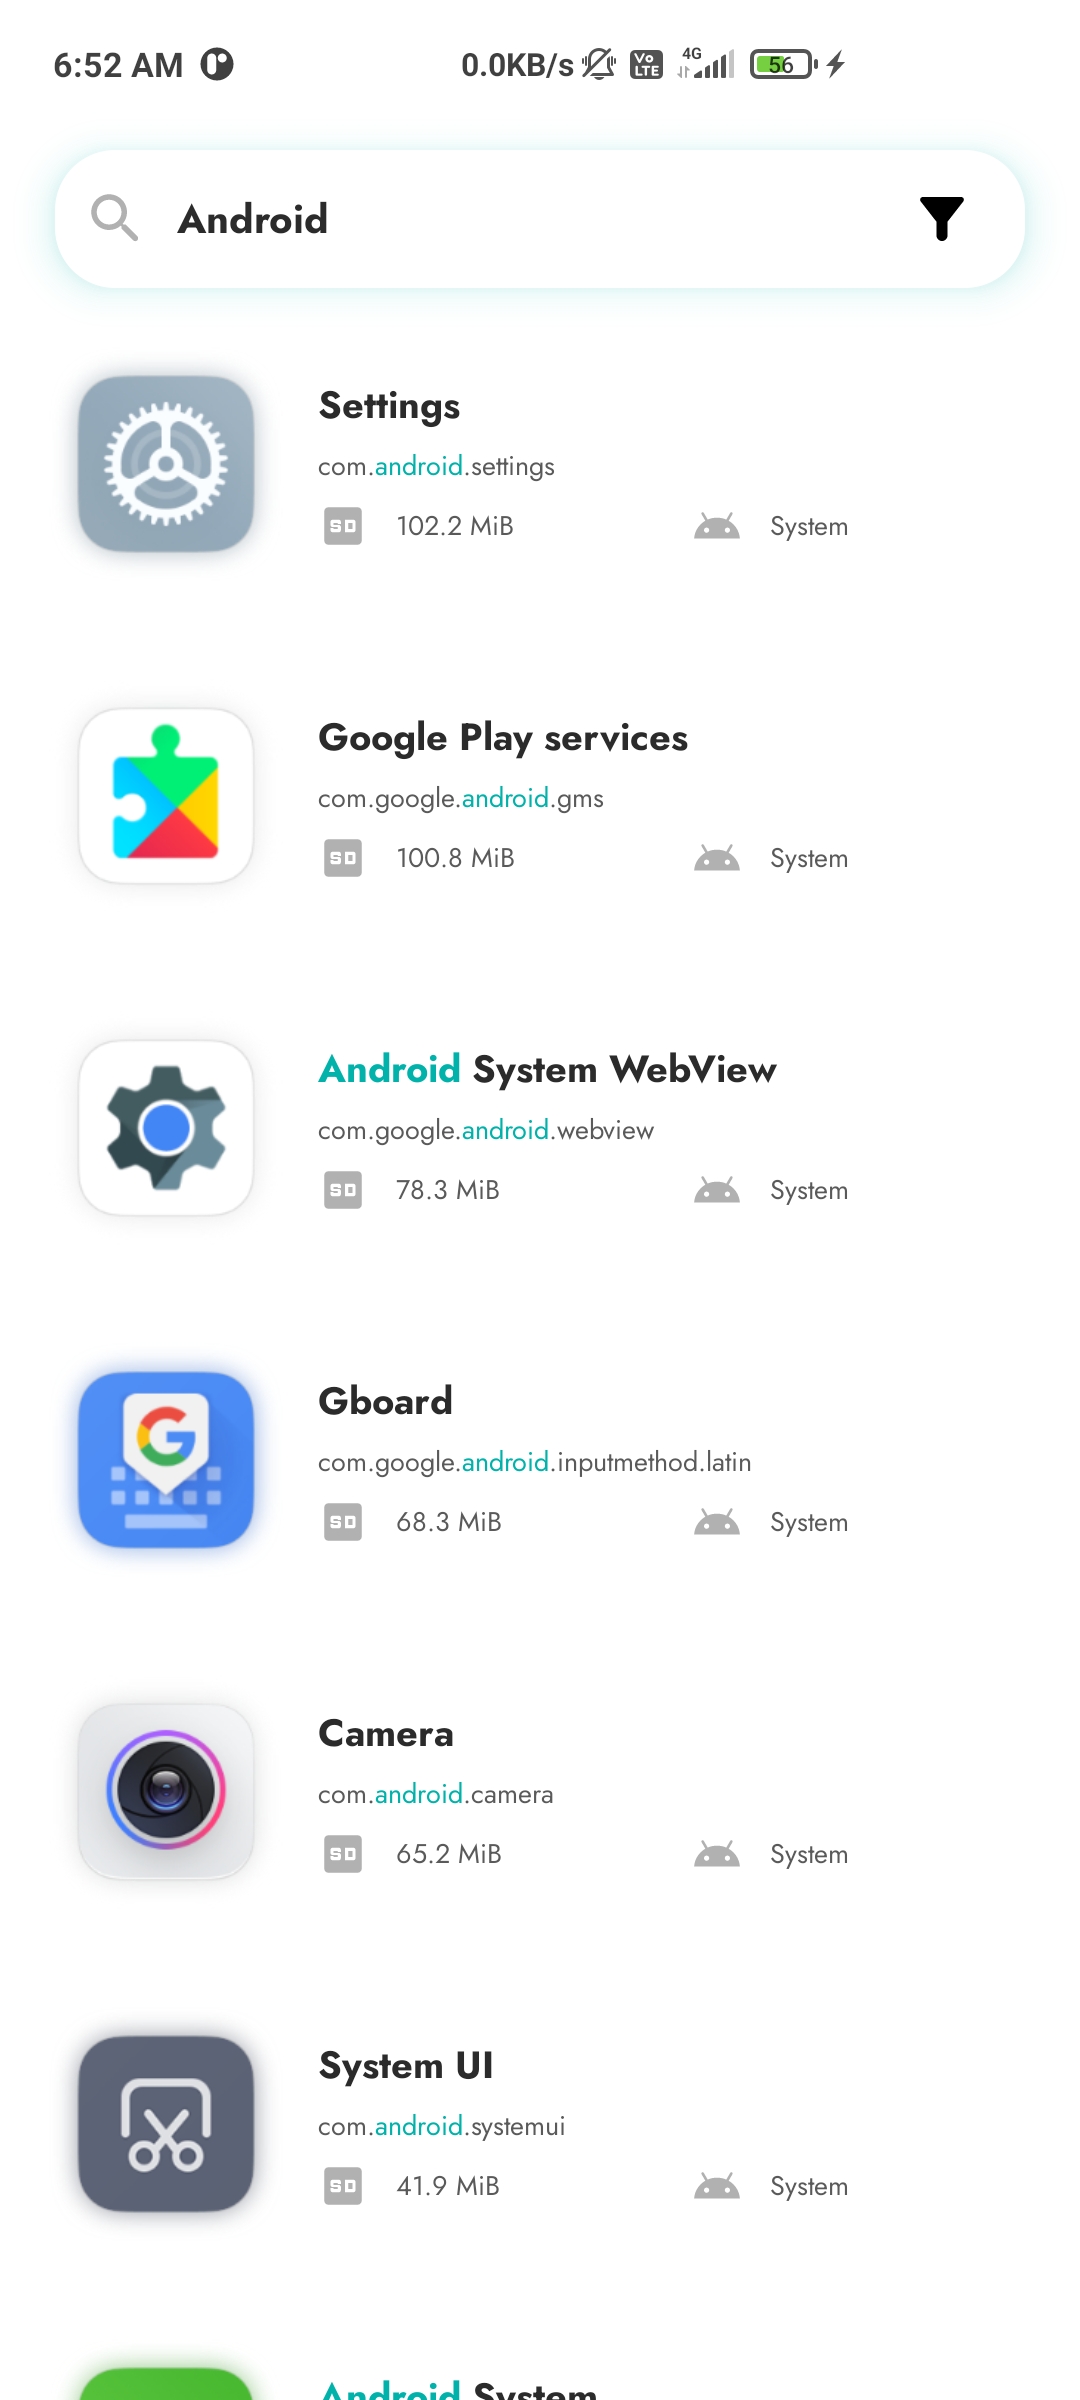 6:52 AM 0.0KB/s Vo LTE 4G 56
Android
Settings
com.android.settings
SD 102.2 MiB System
Google Play services
com.google.android.gms
SD 100.8 MiB System
Android System WebView
com.google.android.webview
SD 78.3 MiB System
Gboard
com.google.android.inputmethod.latin
SD 68.3 MiB System
Camera
com.android.camera
SD 65.2 MiB System
System UI
com.android.systemui
SD 41.9 MiB System
Android System